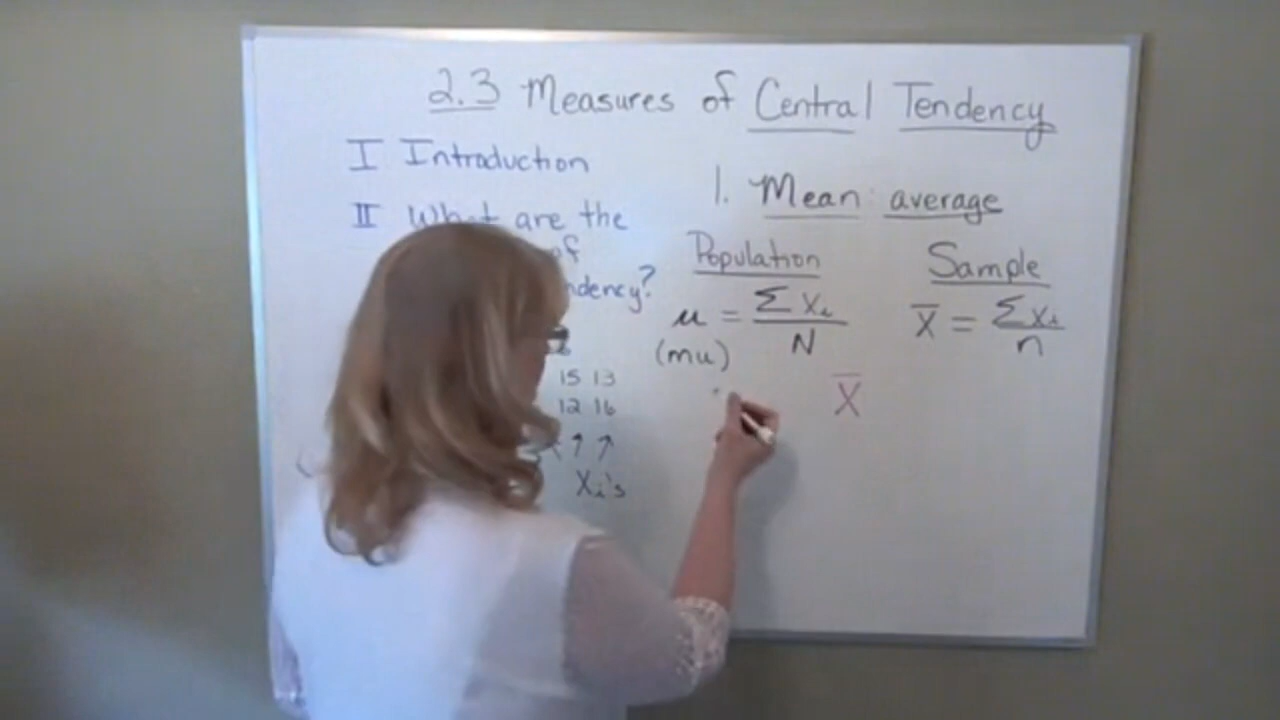 2.3 Measures of Central Tendency
I Introduction
II What are the
of
ndency?
15 13
12 16
↑ ↑
Xi's
1. Mean: average
Population
μ = Σ Xi / N
(mu)
Sample
X̅ = Σ Xi / n
X̅